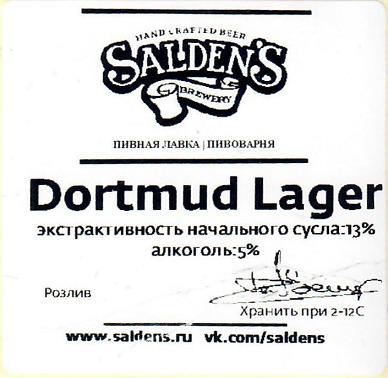 HAND CRAFTED BEER
SALDEN'S
BREWERY
ПИВНАЯ ЛАВКА | ПИВОВАРНЯ
Dortmud Lager
экстрактивность начального сусла:13%
алкоголь:5%
Розлив
Хранить при 2-12С
www.saldens.ru vk.com/saldens